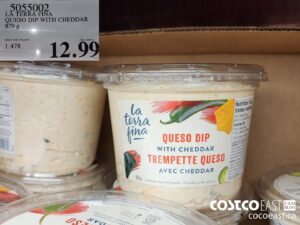 5055002
LA TERRA FINA
QUESO DIP WITH CHEDDAR
879 g
1.478
12.99
la
terra
fina
QUESO DIP
WITH CHEDDAR
TREMPETTE QUESO
AVEC CHEDDAR
COSTCO EAST
cocoeast.ca